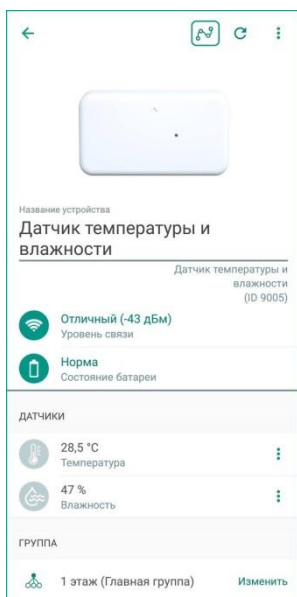 Название устройства
Датчик температуры и
влажности
Датчик температуры и
влажности
(ID 9005)
Отличный (-43 дБм)
Уровень связи
Норма
Состояние батареи
ДАТЧИКИ
28,5 °C
Температура
47 %
Влажность
ГРУППА
1 этаж (Главная группа) Изменить